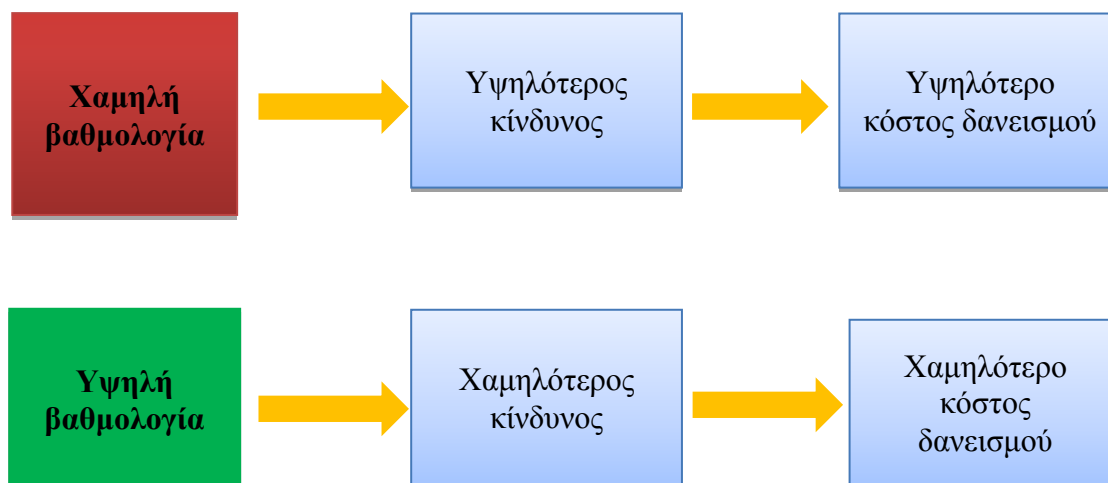 Χαμηλή
βαθμολογία
Υψηλότερος
κίνδυνος
Υψηλότερο
κόστος δανεισμού
Υψηλή
βαθμολογία
Χαμηλότερος
κίνδυνος
Χαμηλότερο
κόστος
δανεισμού